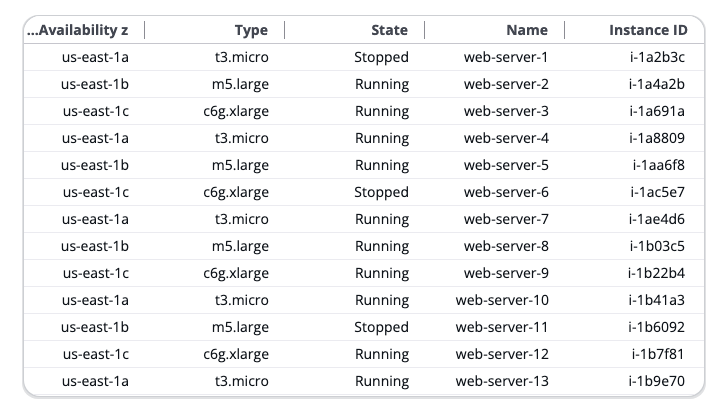 ...Availability z Type State Name Instance ID
us-east-1a t3.micro Stopped web-server-1 i-1a2b3c
us-east-1b m5.large Running web-server-2 i-1a4a2b
us-east-1c c6g.xlarge Running web-server-3 i-1a691a
us-east-1a t3.micro Running web-server-4 i-1a8809
us-east-1b m5.large Running web-server-5 i-1aa6f8
us-east-1c c6g.xlarge Stopped web-server-6 i-1ac5e7
us-east-1a t3.micro Running web-server-7 i-1ae4d6
us-east-1b m5.large Running web-server-8 i-1b03c5
us-east-1c c6g.xlarge Running web-server-9 i-1b22b4
us-east-1a t3.micro Running web-server-10 i-1b41a3
us-east-1b m5.large Stopped web-server-11 i-1b6092
us-east-1c c6g.xlarge Running web-server-12 i-1b7f81
us-east-1a t3.micro Running web-server-13 i-1b9e70